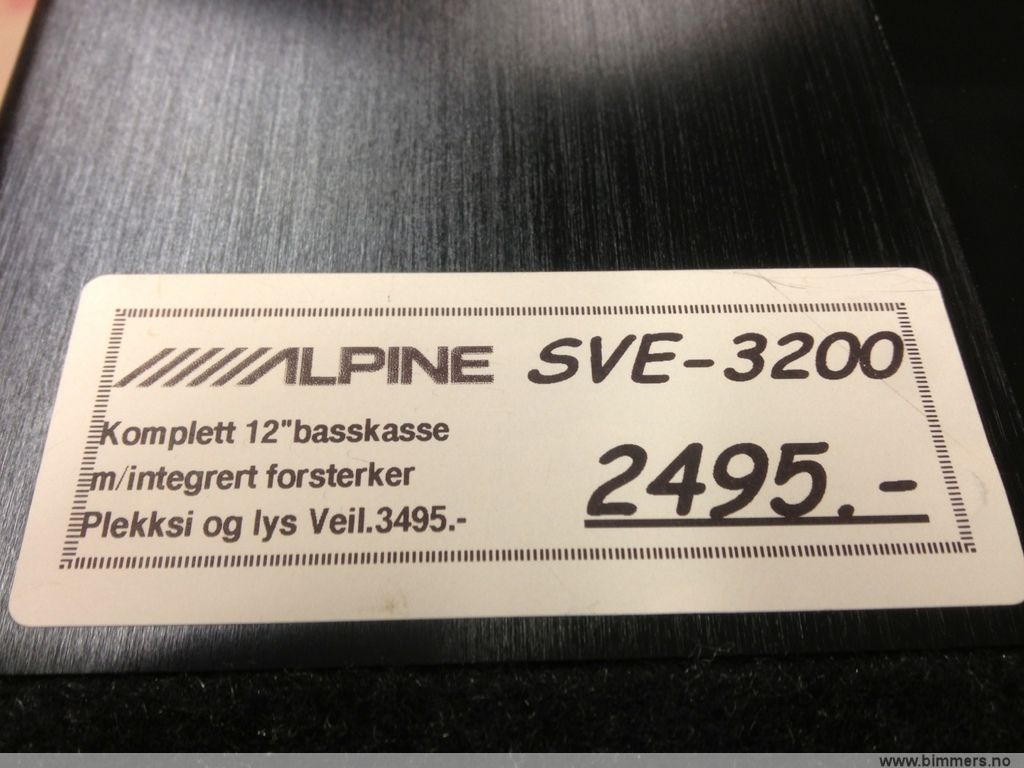 ALPINE SVE-3200
Komplett 12"basskasse
m/integrert forsterker
2495.-
Plekksi og lys Veil.3495.-
www.bimmers.no